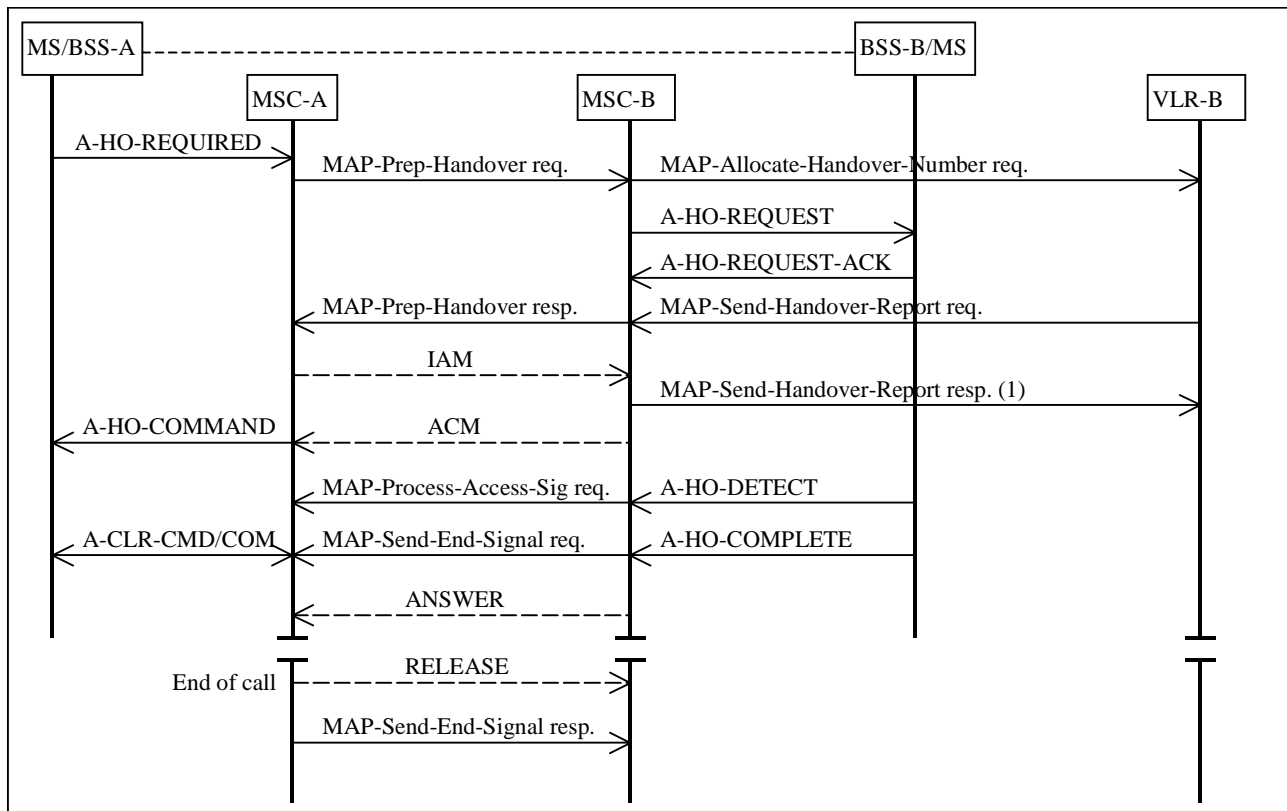 MS/BSS-A
BSS-B/MS
MSC-A
MSC-B
VLR-B
A-HO-REQUIRED
MAP-Prep-Handover req.
MAP-Allocate-Handover-Number req.
A-HO-REQUEST
A-HO-REQUEST-ACK
MAP-Prep-Handover resp.
MAP-Send-Handover-Report req.
IAM
MAP-Send-Handover-Report resp. (1)
A-HO-COMMAND
ACM
MAP-Process-Access-Sig req.
A-HO-DETECT
A-CLR-CMD/COM
MAP-Send-End-Signal req.
A-HO-COMPLETE
ANSWER
RELEASE
End of call
MAP-Send-End-Signal resp.